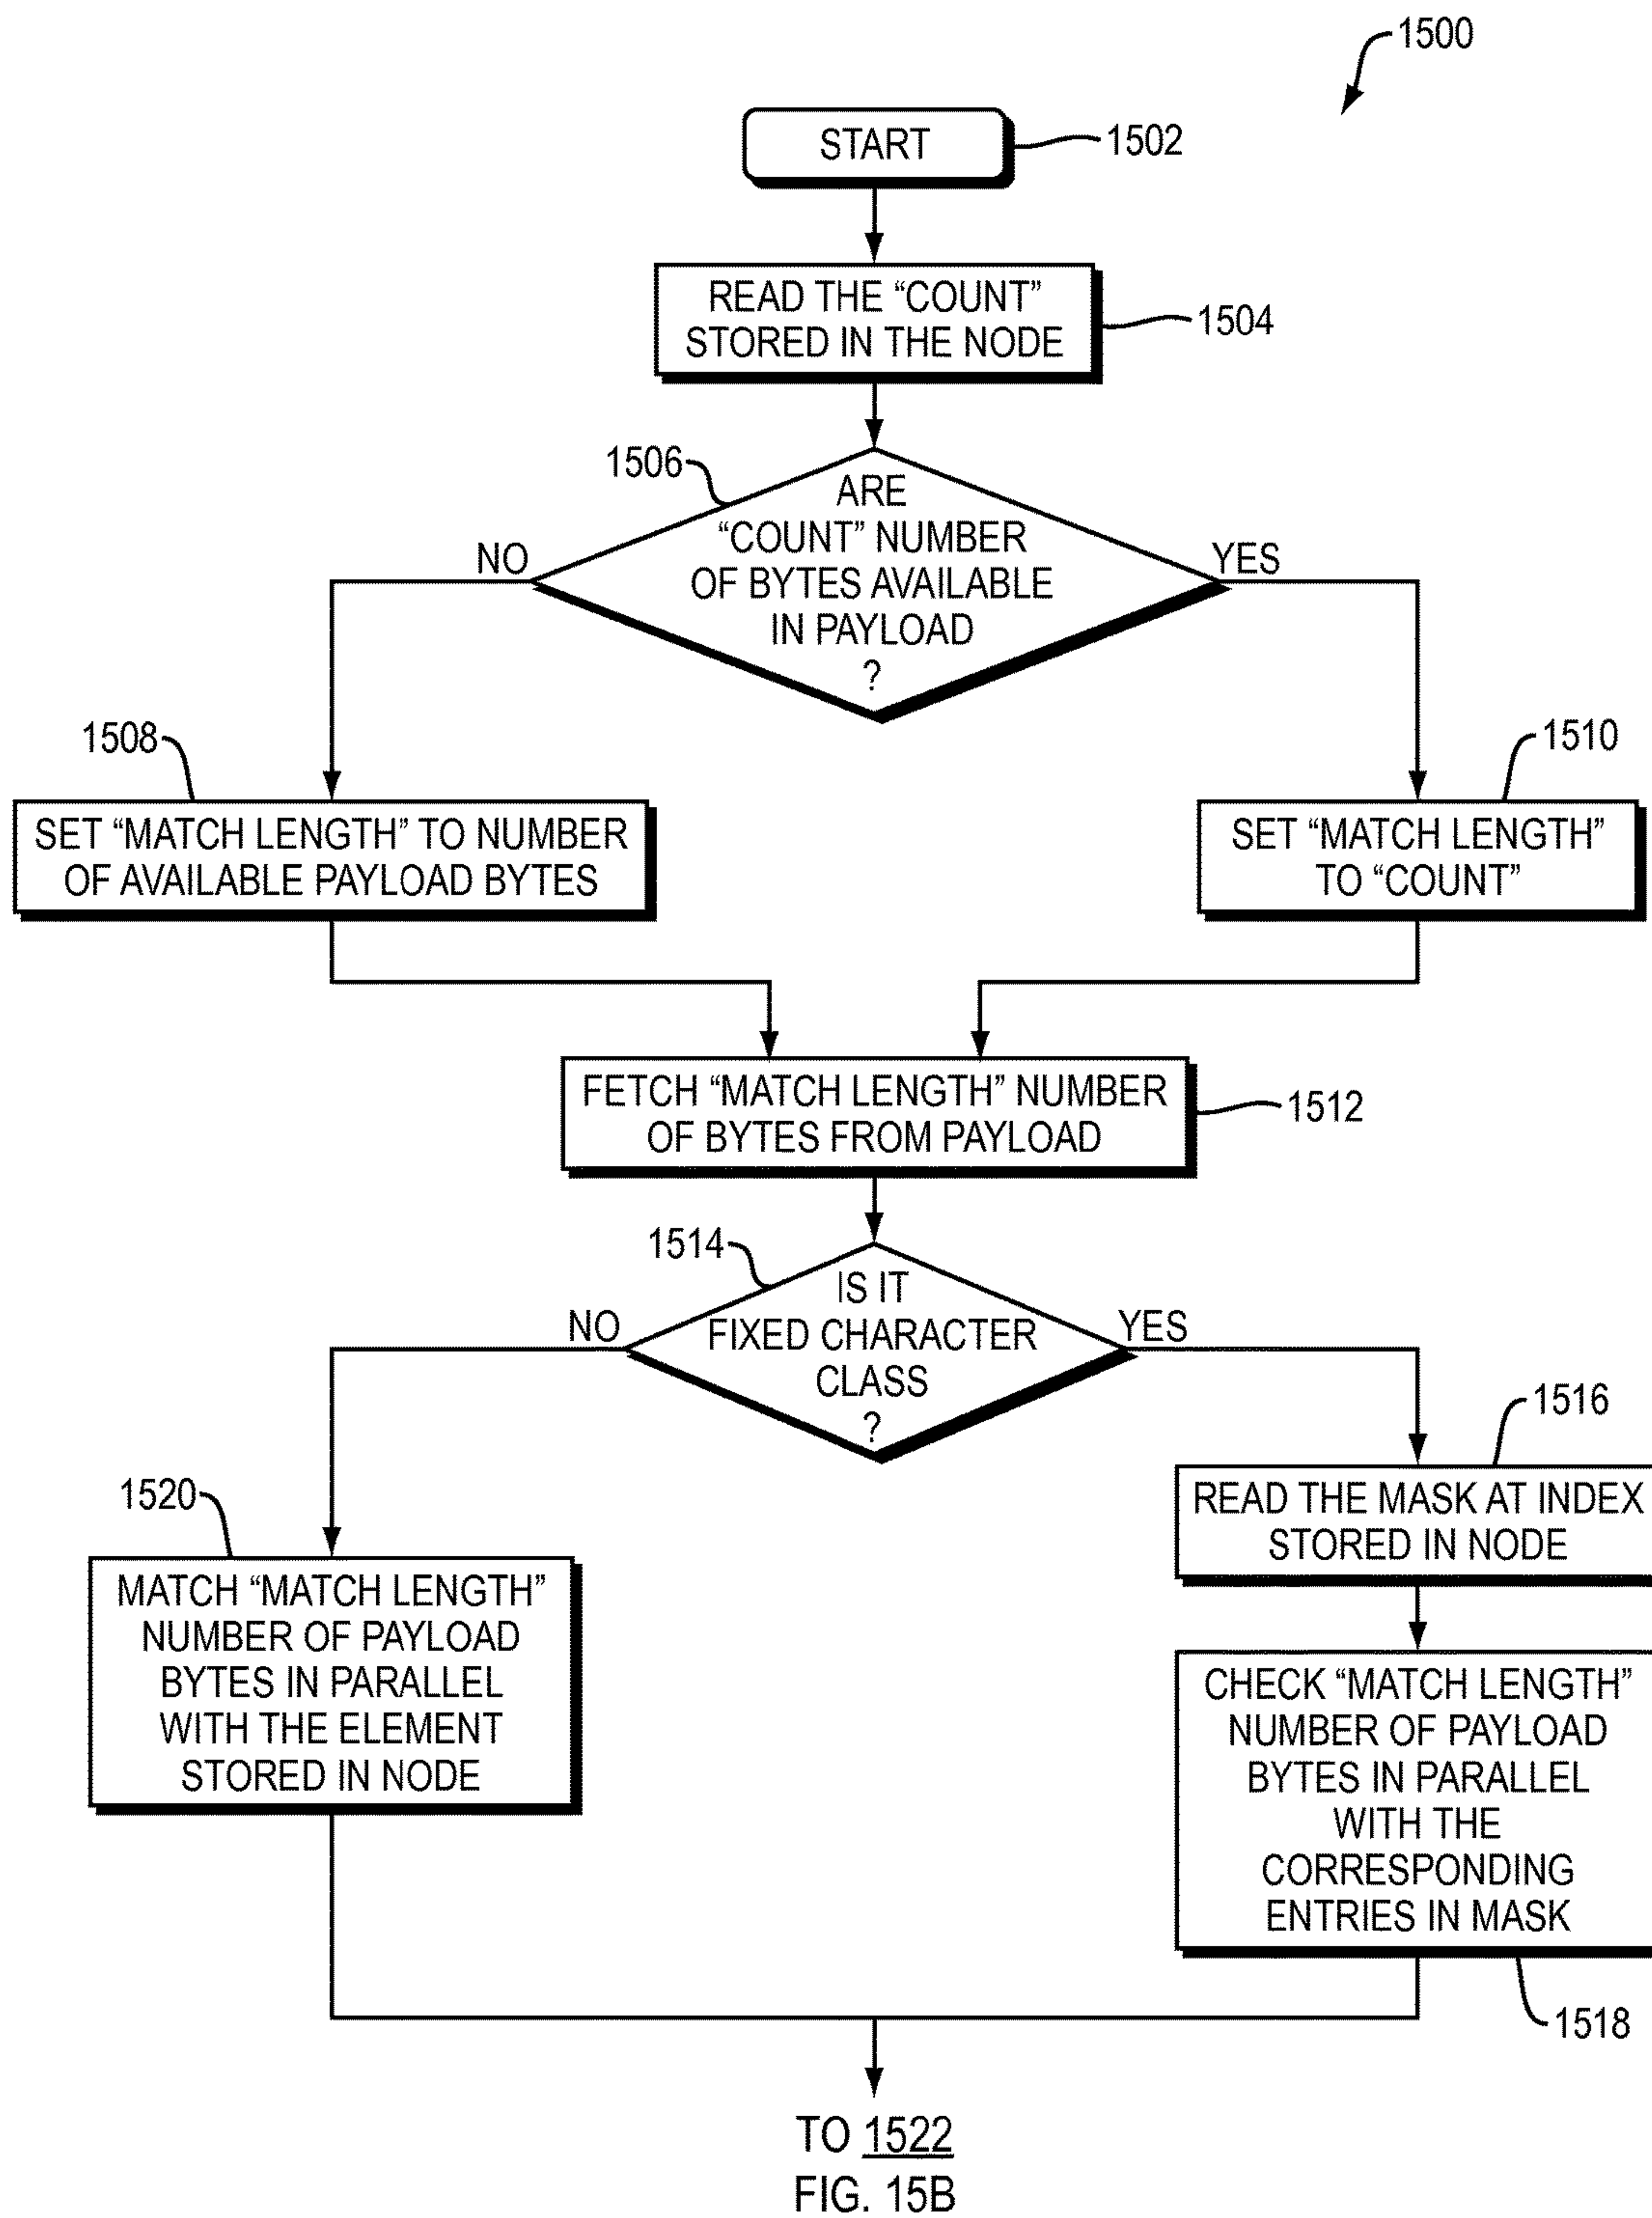 1500
START
1502
READ THE “COUNT”
STORED IN THE NODE
1504
1506
ARE
“COUNT” NUMBER
OF BYTES AVAILABLE
IN PAYLOAD
?
NO
YES
1508
SET “MATCH LENGTH” TO NUMBER
OF AVAILABLE PAYLOAD BYTES
1510
SET “MATCH LENGTH”
TO “COUNT”
FETCH “MATCH LENGTH” NUMBER
OF BYTES FROM PAYLOAD
1512
1514
IS IT
FIXED CHARACTER
CLASS
?
NO
YES
1516
READ THE MASK AT INDEX
STORED IN NODE
1520
MATCH “MATCH LENGTH”
NUMBER OF PAYLOAD
BYTES IN PARALLEL
WITH THE ELEMENT
STORED IN NODE
CHECK “MATCH LENGTH”
NUMBER OF PAYLOAD
BYTES IN PARALLEL
WITH THE
CORRESPONDING
ENTRIES IN MASK
1518
TO 1522
FIG. 15B